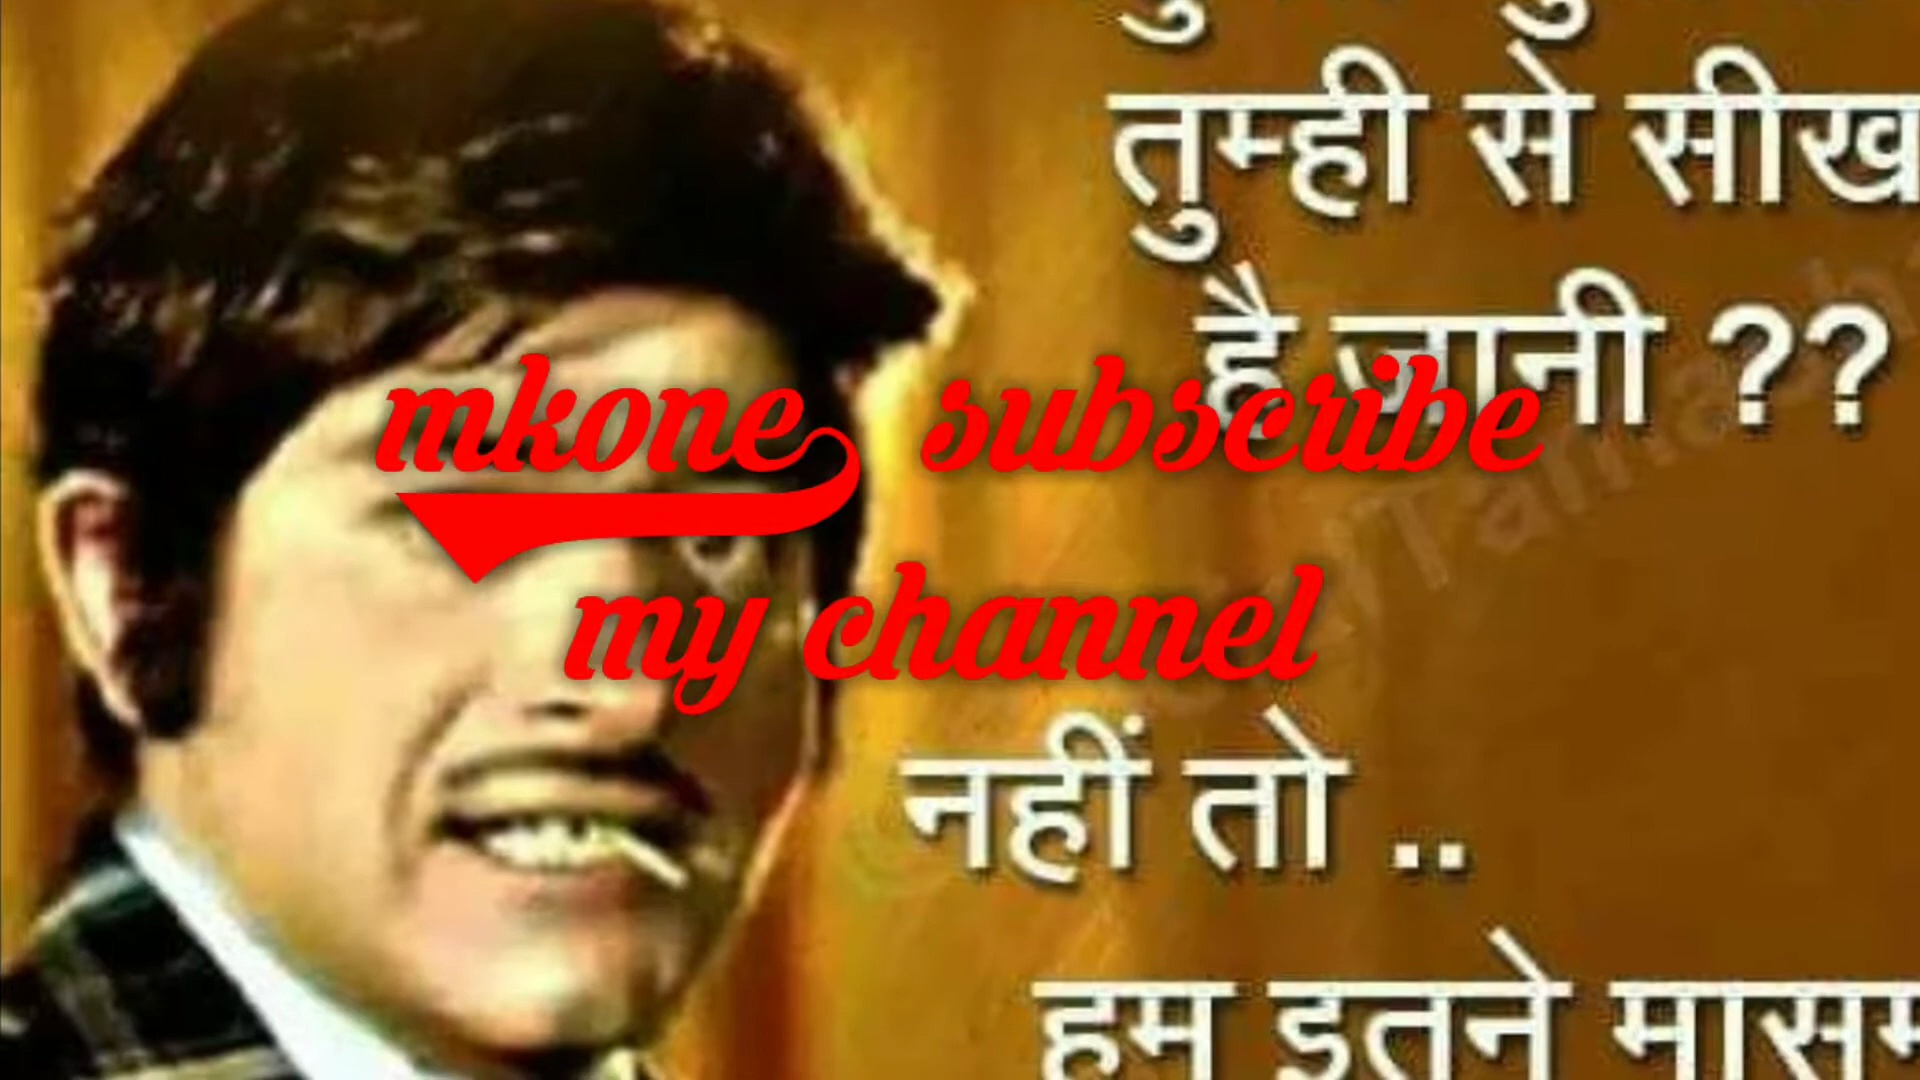 तुम्ही से सीख
है जानी ??
mkone subscribe
my channel
नहीं तो ..
हम इतने मासूम